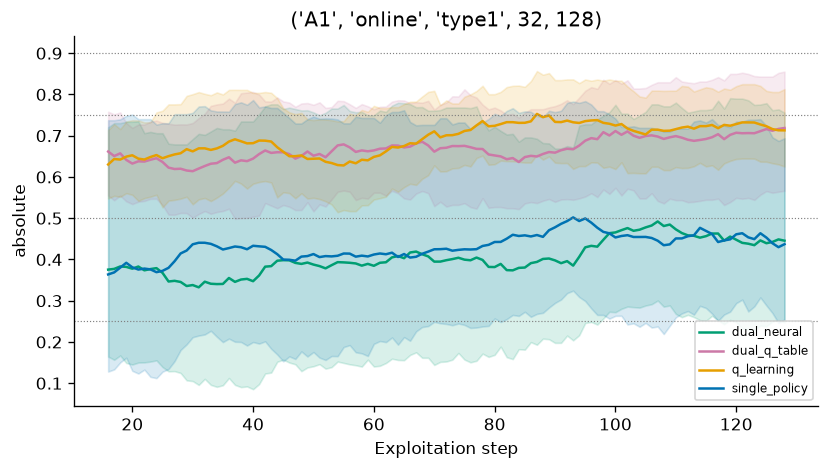 ('A1', 'online', 'type1', 32, 128)
absolute
0.9
0.8
0.7
0.6
0.5
0.4
0.3
0.2
0.1
20
40
60
80
100
120
Exploitation step
dual_neural
dual_q_table
q_learning
single_policy